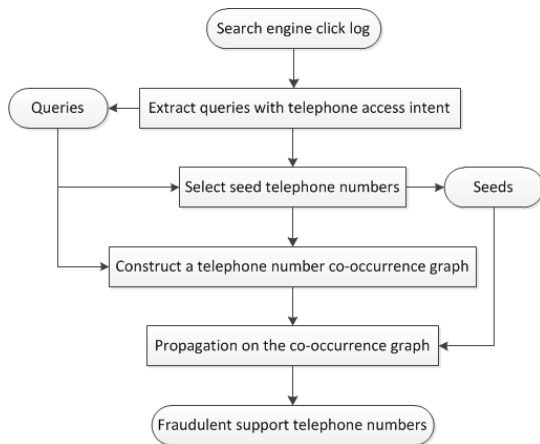 Search engine click log
Queries
Extract queries with telephone access intent
Select seed telephone numbers
Seeds
Construct a telephone number co-occurrence graph
Propagation on the co-occurrence graph
Fraudulent support telephone numbers